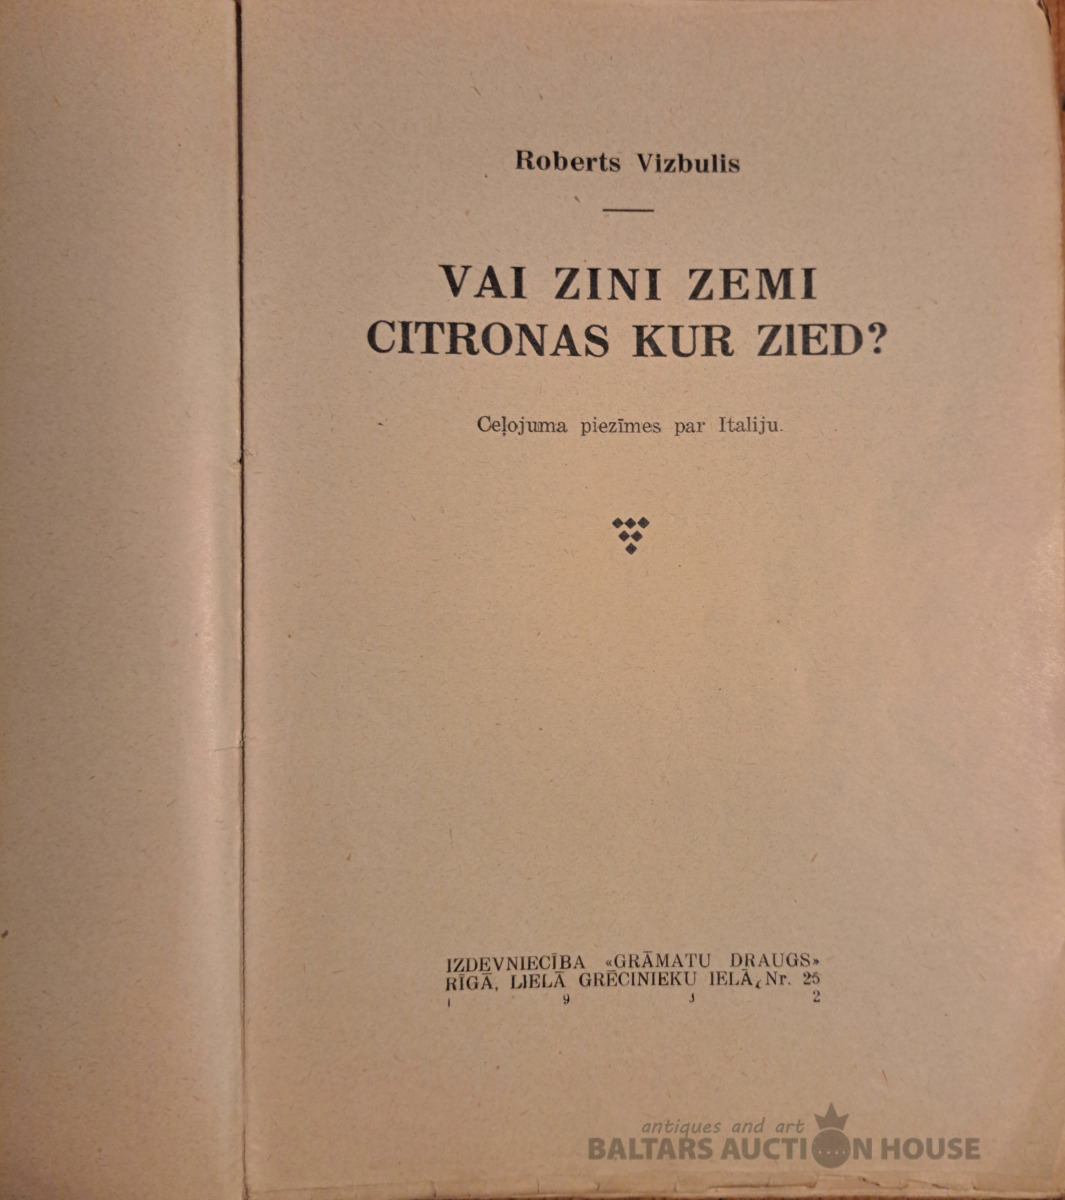 Roberts Vizbulis
VAI ZINI ZEMI
CITRONAS KUR ZIED?
Ceļojuma piezīmes par Italiju.
IZDEVNIECĪBA «GRĀMATU DRAUGS»
RĪGĀ, LIELĀ GRĒCINIEKU IELĀ, Nr. 25
1 9 3 2
antiques and art
BALTARS AUCTION HOUSE